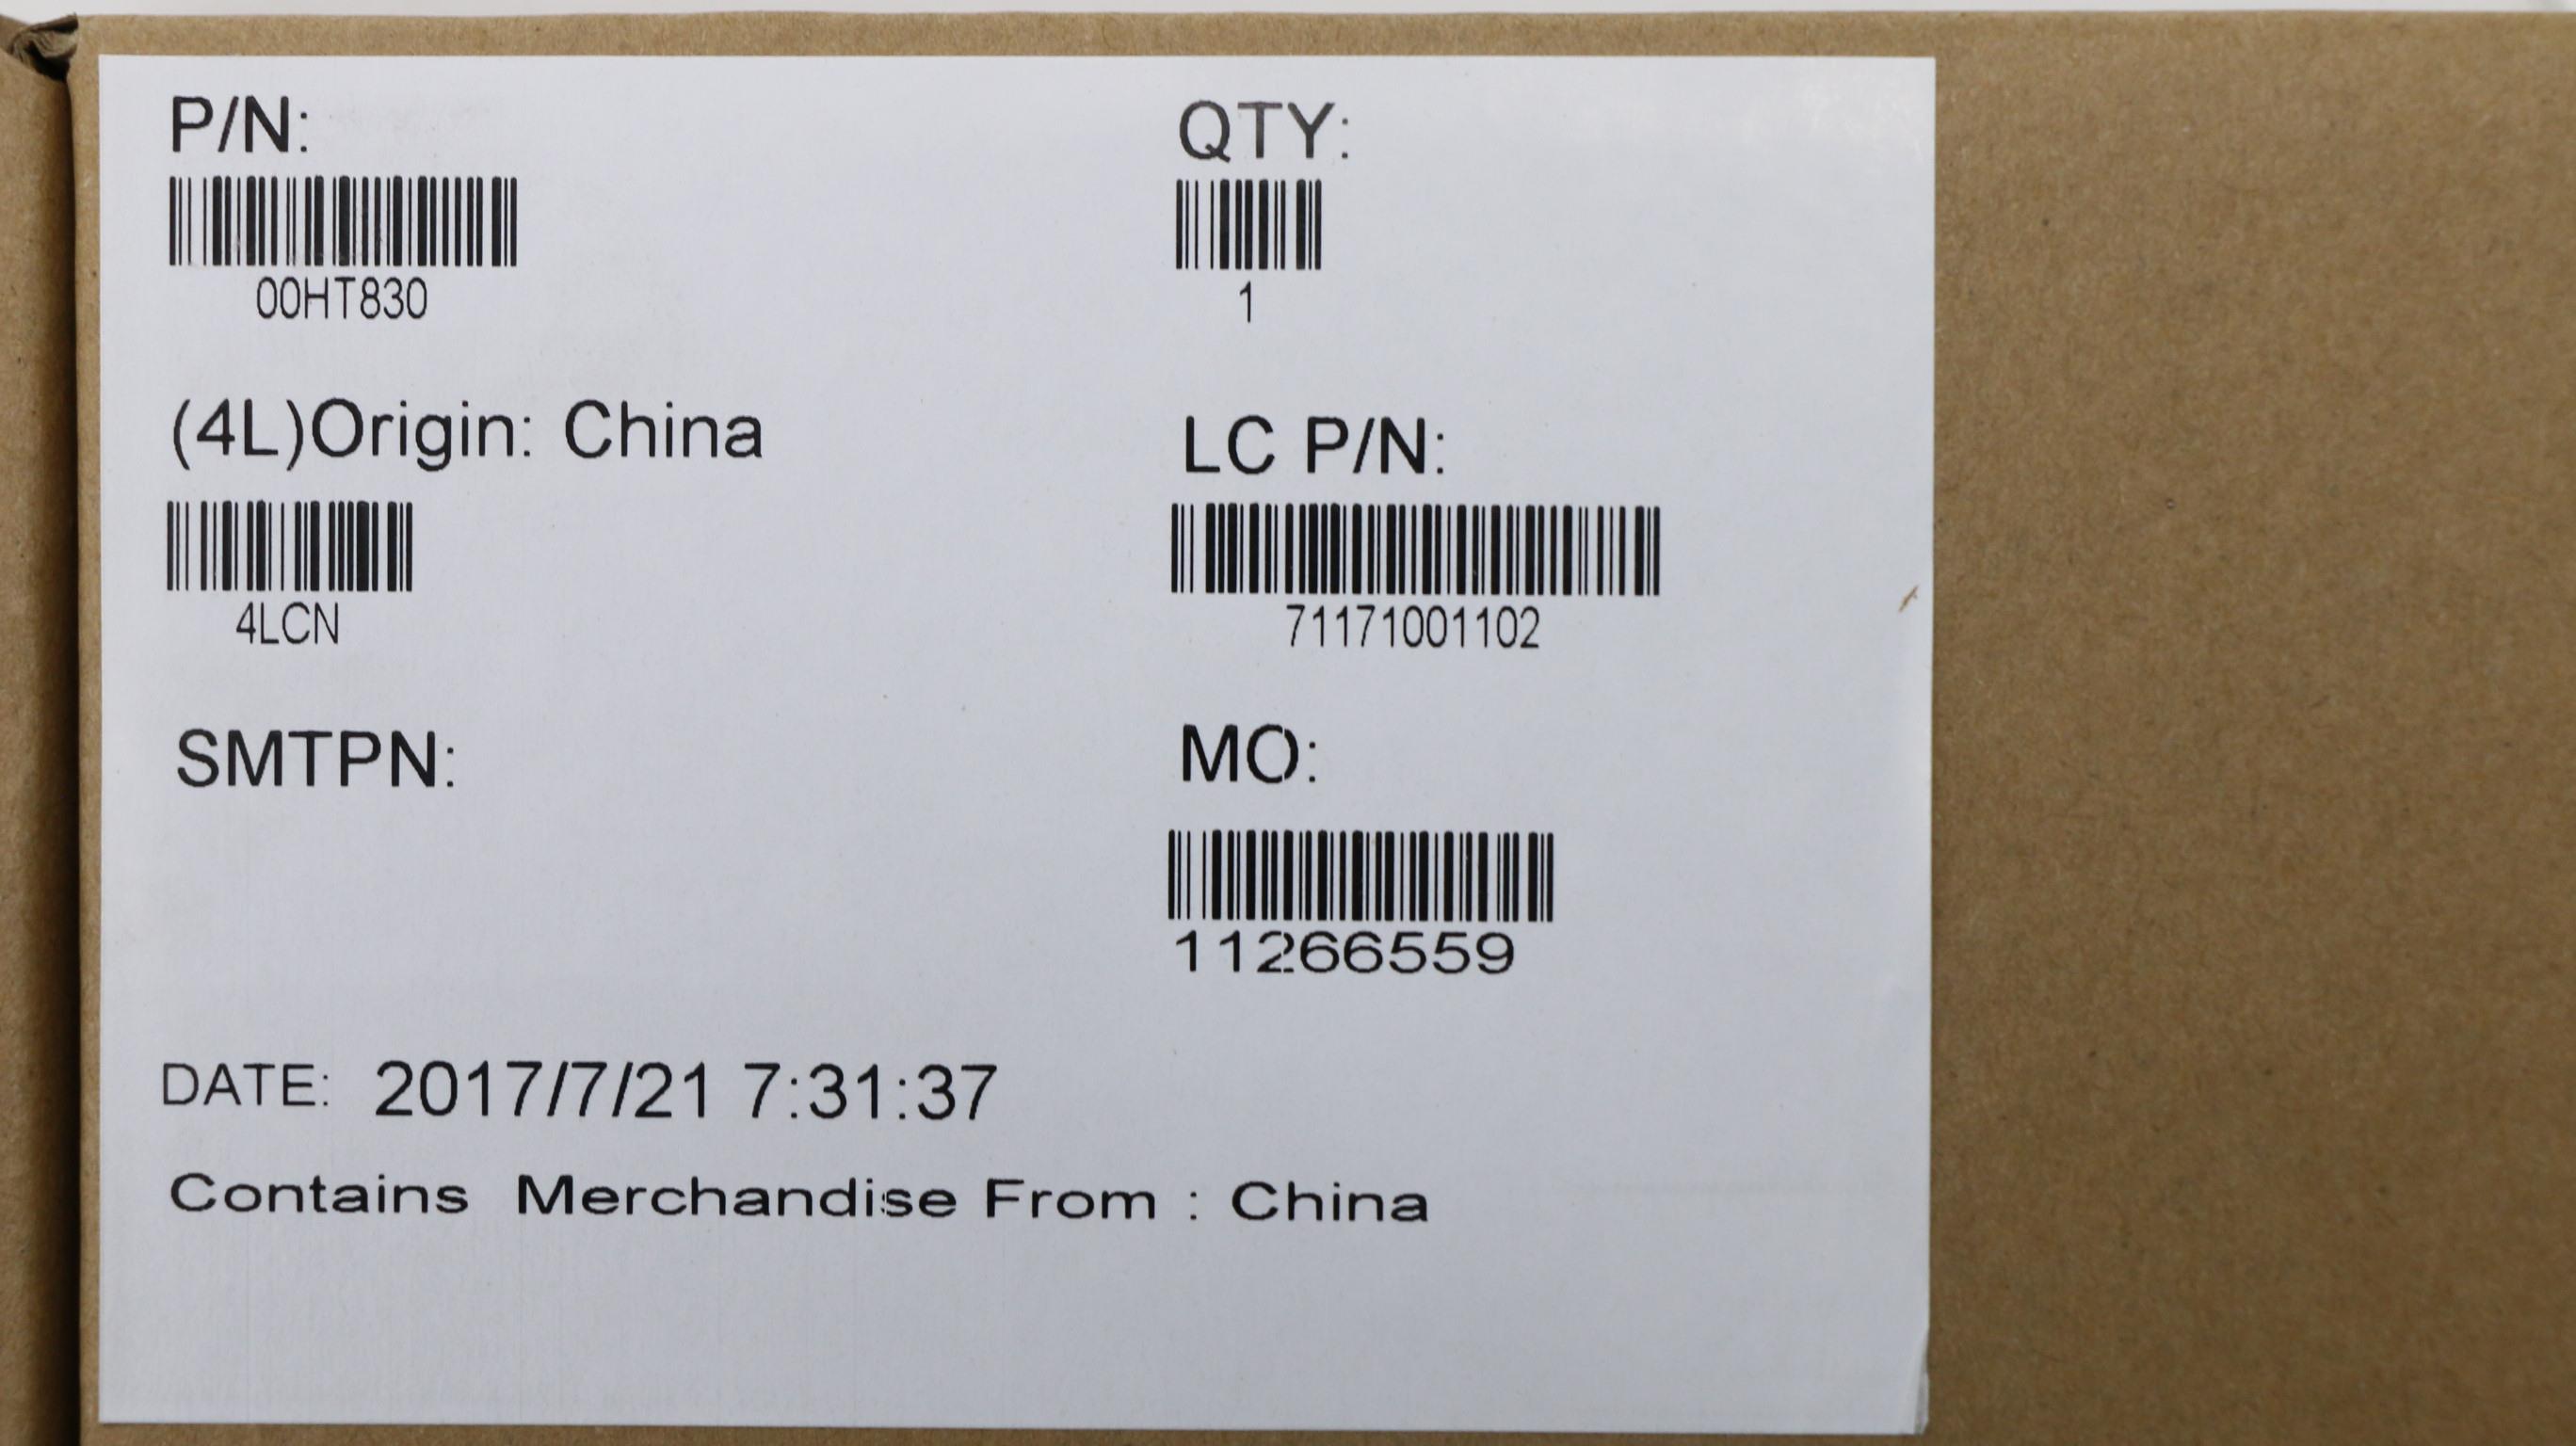 P/N:
QTY:
00HT830
1
(4L)Origin: China
LC P/N:
4LCN
71171001102
SMTPN:
MO:
11266559
DATE: 2017/7/21 7:31:37
Contains Merchandise From : China